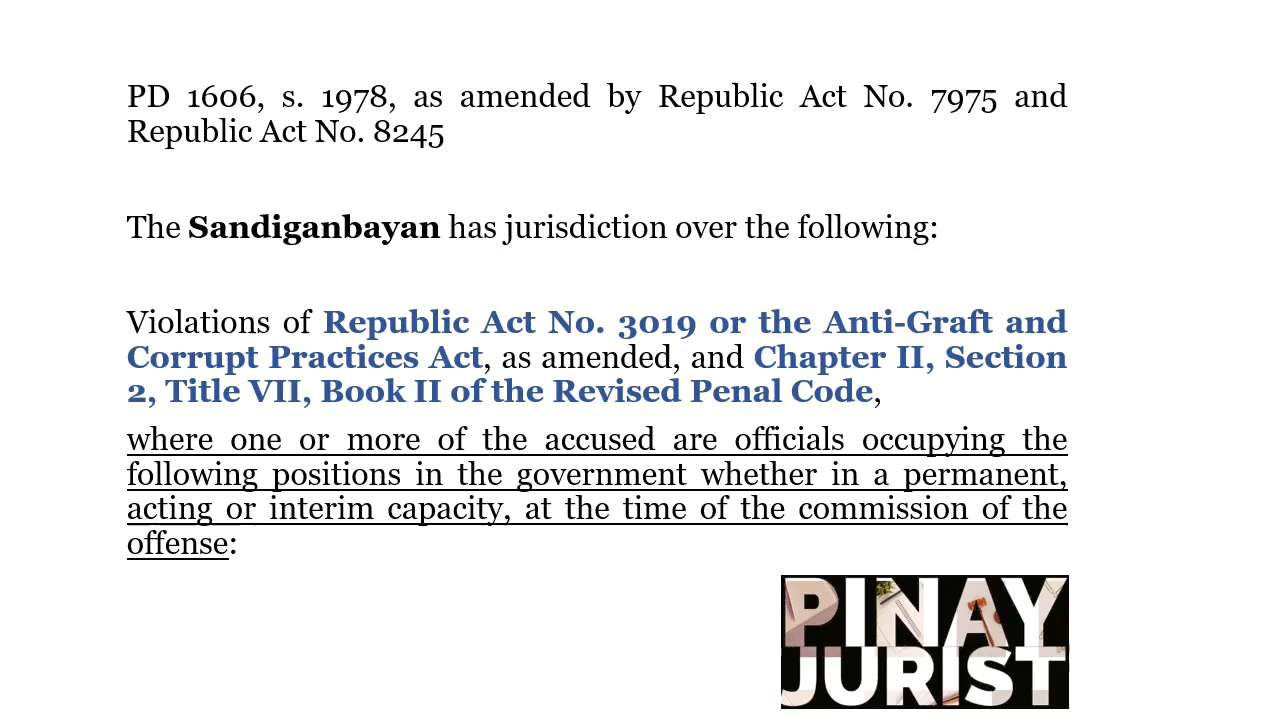 PD 1606, s. 1978, as amended by Republic Act No. 7975 and
Republic Act No. 8245
The Sandiganbayan has jurisdiction over the following:
Violations of Republic Act No. 3019 or the Anti-Graft and
Corrupt Practices Act, as amended, and Chapter II, Section
2, Title VII, Book II of the Revised Penal Code,
where one or more of the accused are officials occupying the
following positions in the government whether in a permanent,
acting or interim capacity, at the time of the commission of the
offense:
PINAY
JURIST